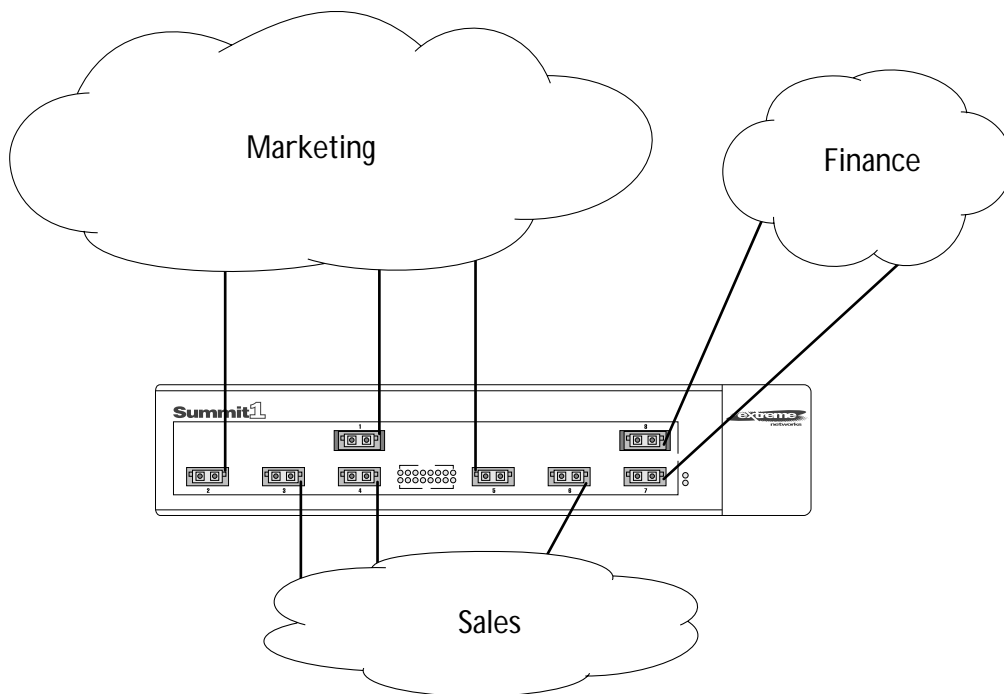 Marketing
Finance
Summit1
extreme
networks
1
8
2
3
4
5
6
7
Sales